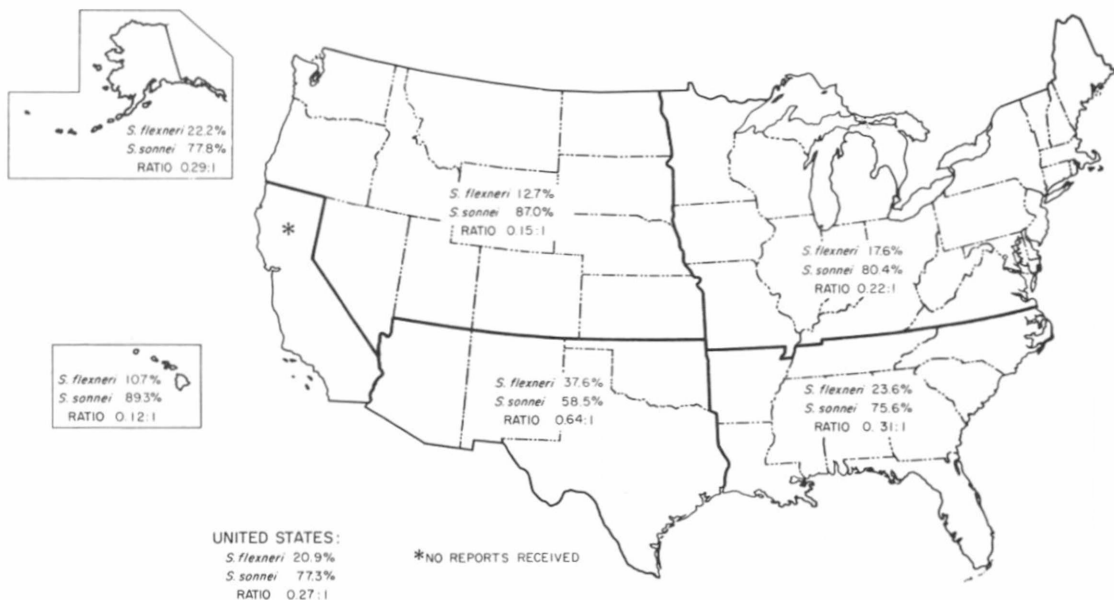 S. flexneri 22.2%
S. sonnei 77.8%
RATIO 0.29:1
S. flexneri 12.7%
S. sonnei 87.0%
RATIO 0.15:1
*
S. flexneri 17.6%
S. sonnei 80.4%
RATIO 0.22:1
S. flexneri 10.7%
S. sonnei 89.3%
RATIO 0.12:1
S. flexneri 37.6%
S. sonnei 58.5%
RATIO 0.64:1
S. flexneri 23.6%
S. sonnei 75.6%
RATIO 0.31:1
UNITED STATES:
S. flexneri 20.9%
S. sonnei 77.3%
RATIO 0.27:1
*NO REPORTS RECEIVED